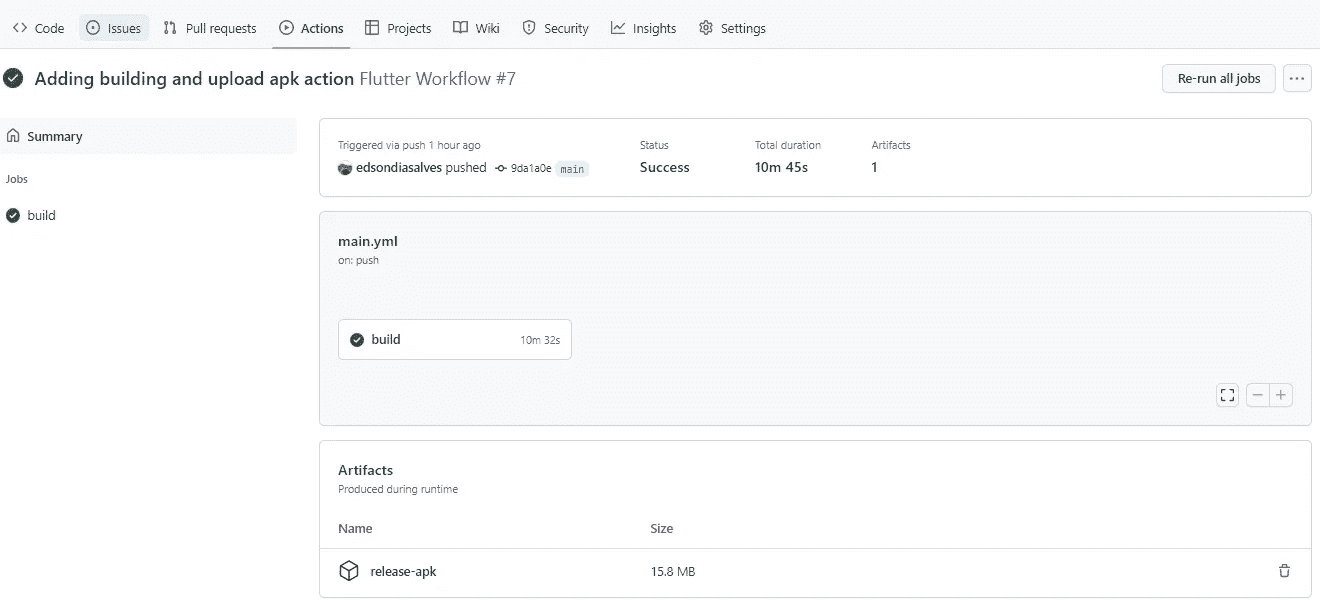 Code Issues Pull requests Actions Projects Wiki Security Insights Settings
Adding building and upload apk action Flutter Workflow #7
Re-run all jobs
Summary
Jobs
build
Triggered via push 1 hour ago
edsondiasalves pushed 9da1a0e main
Status
Success
Total duration
10m 45s
Artifacts
1
main.yml
on: push
build 10m 32s
Artifacts
Produced during runtime
Name Size
release-apk 15.8 MB